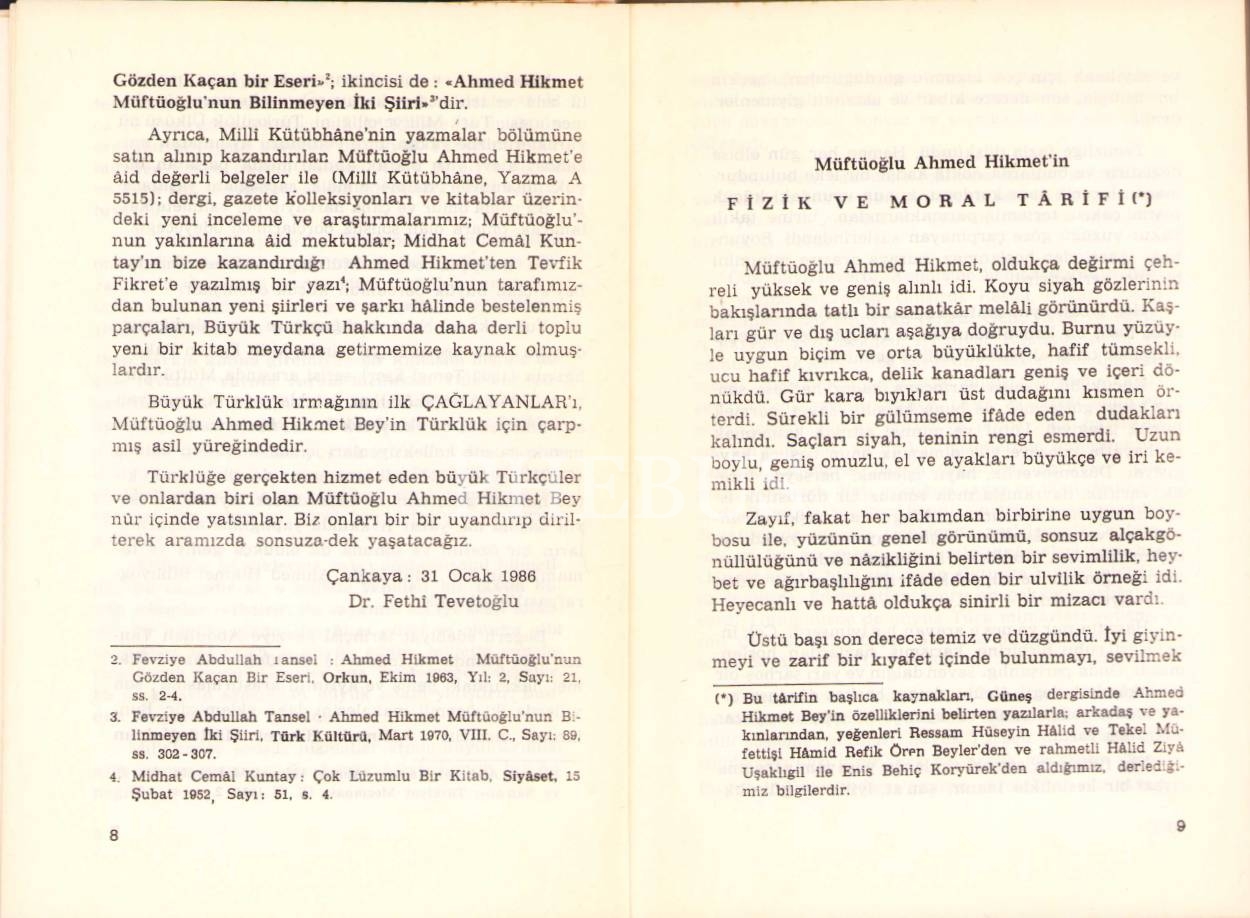 Gözden Kaçan bir Eseri»²; ikincisi de : «Ahmed Hikmet
Müftüoğlu'nun Bilinmeyen İki Şiiri»³'dir.
Ayrıca, Millî Kütübhâne'nin yazmalar bölümüne
satın alınıp kazandırılan Müftüoğlu Ahmed Hikmet'e
âid değerli belgeler ile (Millî Kütübhâne, Yazma A
5515); dergi, gazete kolleksiyonları ve kitablar üzerin-
deki yeni inceleme ve araştırmalarımız; Müftüoğlu'-
nun yakınlarına âid mektublar; Midhat Cemâl Kun-
tay'ın bize kazandırdığı Ahmed Hikmet'ten Tevfik
Fikret'e yazılmış bir yazı⁴; Müftüoğlu'nun tarafımız-
dan bulunan yeni şiirleri ve şarkı hâlinde bestelenmiş
parçaları, Büyük Türkçü hakkında daha derli toplu
yeni bir kitab meydana getirmemize kaynak olmuş-
lardır.
Büyük Türklük ırmağının ilk ÇAĞLAYANLAR'ı,
Müftüoğlu Ahmed Hikmet Bey'in Türklük için çarp-
mış asil yüreğindedir.
Türklüğe gerçekten hizmet eden büyük Türkçüler
ve onlardan biri olan Müftüoğlu Ahmed Hikmet Bey
nûr içinde yatsınlar. Biz onları bir bir uyandırıp diril-
terek aramızda sonsuza-dek yaşatacağız.
Çankaya : 31 Ocak 1986
Dr. Fethi Tevetoğlu
2. Fevziye Abdullah Tansel : Ahmed Hikmet Müftüoğlu'nun
Gözden Kaçan Bir Eseri, Orkun, Ekim 1963, Yıl: 2, Sayı: 21,
ss. 2-4.
3. Fevziye Abdullah Tansel · Ahmed Hikmet Müftüoğlu'nun Bi-
linmeyen İki Şiiri, Türk Kültürü, Mart 1970, VIII. C., Sayı: 89,
ss. 302 - 307.
4. Midhat Cemâl Kuntay : Çok Lüzumlu Bir Kitab, Siyâset, 15
Şubat 1952, Sayı : 51, s. 4.
8
Müftüoğlu Ahmed Hikmet'in
FİZİK VE MORAL TÂRİFİ(*)
Müftüoğlu Ahmed Hikmet, oldukça değirmi çeh-
reli yüksek ve geniş alınlı idi. Koyu siyah gözlerinin
bakışlarında tatlı bir sanatkâr melâli görünürdü. Kaş-
ları gür ve dış ucları aşağıya doğruydu. Burnu yüzüy-
le uygun biçim ve orta büyüklükte, hafif tümsekli,
ucu hafif kıvrıkca, delik kanadları geniş ve içeri dö-
nükdü. Gür kara bıyıkları üst dudağını kısmen ör-
terdi. Sürekli bir gülümseme ifâde eden dudakları
kalındı. Saçları siyah, teninin rengi esmerdi. Uzun
boylu, geniş omuzlu, el ve ayakları büyükçe ve iri ke-
mikli idi.
Zayıf, fakat her bakımdan birbirine uygun boy-
bosu ile, yüzünün genel görünümü, sonsuz alçakgö-
nüllülüğünü ve nâzikliğini belirten bir sevimlilik, hey-
bet ve ağırbaşlılığını ifâde eden bir ulvîlik örneği idi.
Heyecanlı ve hattâ oldukça sinirli bir mizacı vardı.
Üstü başı son derece temiz ve düzgündü. İyi giyin-
meyi ve zarif bir kıyafet içinde bulunmayı, sevilmek
(*) Bu târifin başlıca kaynakları, Güneş dergisinde Ahmed
Hikmet Bey'in özelliklerini belirten yazılarla; arkadaş ve ya-
kınlarından, yeğenleri Ressam Hüseyin Hâlid ve Tekel Mü-
fettişi Hâmid Refik Ören Beyler'den ve rahmetli Hâlid Ziyâ
Uşaklıgil ile Enis Behiç Koryürek'den aldığımız, derlediği-
miz bilgilerdir.
9